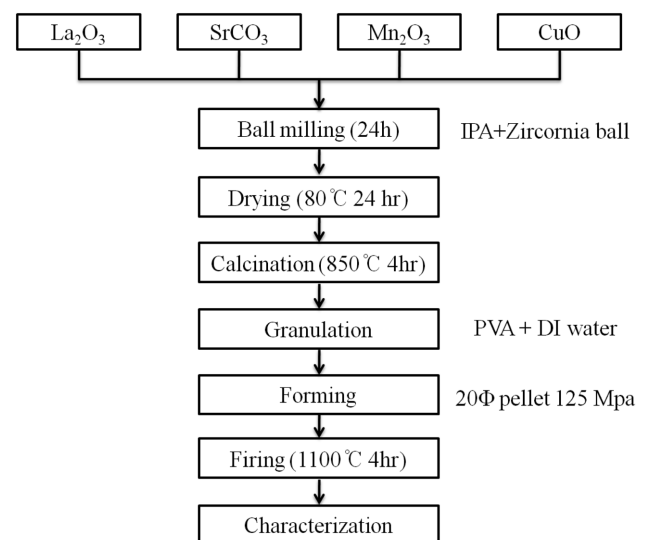 La₂O₃
SrCO₃
Mn₂O₃
CuO
Ball milling (24h)
IPA+Zircornia ball
Drying (80℃ 24 hr)
Calcination (850℃ 4hr)
Granulation
PVA + DI water
Forming
20Φ pellet 125 Mpa
Firing (1100℃ 4hr)
Characterization